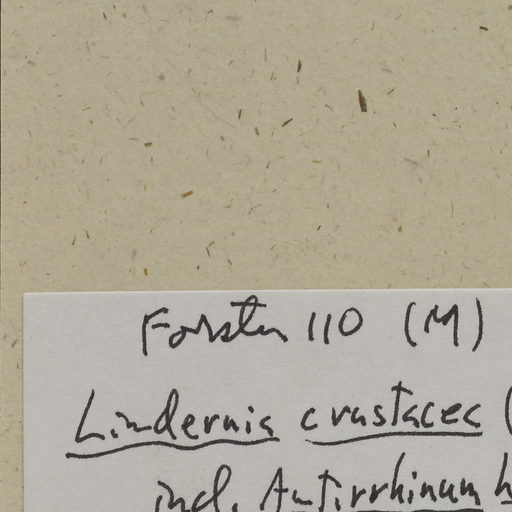 Forster 110 (M)
Lindernia crustacea (
incl. Antirrhinum h